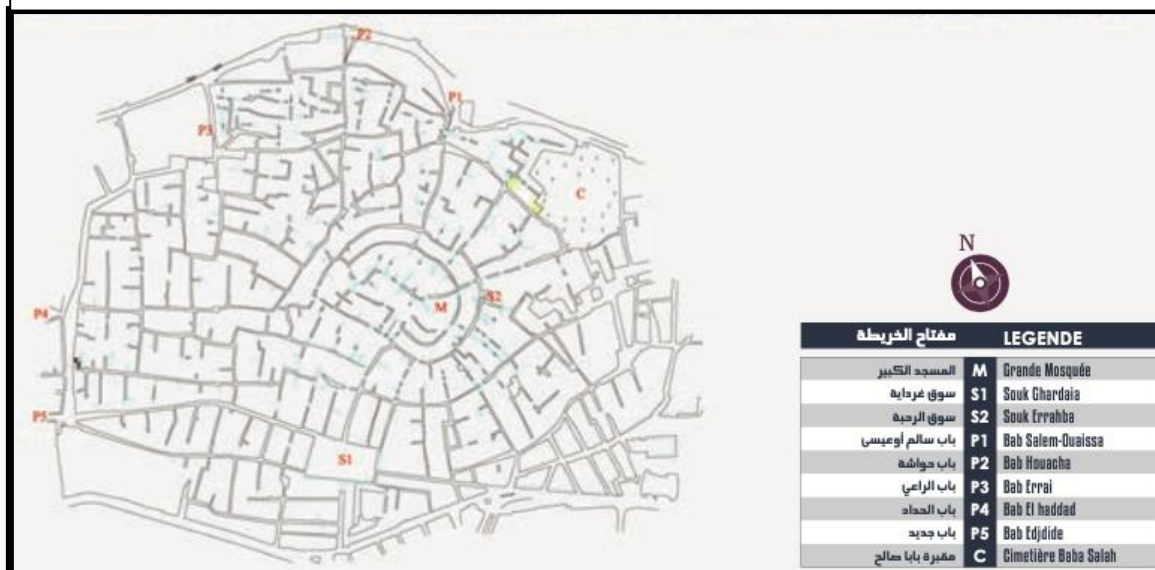 P2
P1
P3
C
N
S2
M
P4
P5
S1
مفتاح الخريطة LEGENDE
المسجد الكبير M Grande Mosquée
سوق غرداية S1 Souk Ghardaia
سوق الرحبة S2 Souk Errahba
باب سالم أوعيسى P1 Bab Salem-Ouaissa
باب حواشة P2 Bab Houacha
باب الراعي P3 Bab Errai
باب الحداد P4 Bab El haddad
باب جديد P5 Bab Edjdide
مقبرة بابا صالح C Cimetière Baba Salah